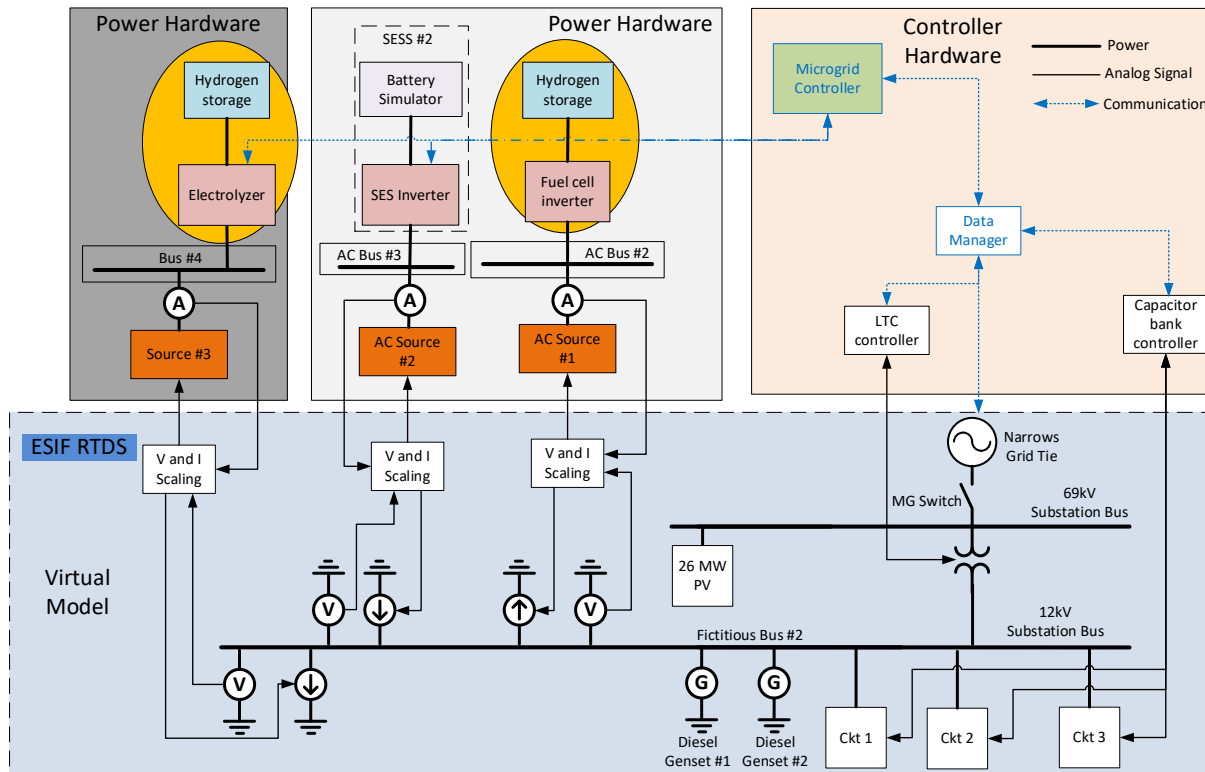 Power Hardware
Hydrogen
storage
Electrolyzer
Bus #4
A
Source #3
Power Hardware
SESS #2
Battery
Simulator
SES Inverter
AC Bus #3
A
AC Source
#2
Hydrogen
storage
Fuel cell
inverter
AC Bus #2
A
AC Source
#1
Controller
Hardware
Microgrid
Controller
Power
Analog Signal
Communication
Data
Manager
LTC
controller
Capacitor
bank
controller
ESIF RTDS
V and I
Scaling
V and I
Scaling
V and I
Scaling
Narrows
Grid Tie
MG Switch
69kV
Substation Bus
26 MW
PV
Virtual
Model
V
V
12kV
Substation Bus
Fictitious Bus #2
V
G
G
Diesel
Genset #1
Diesel
Genset #2
Ckt 1
Ckt 2
Ckt 3